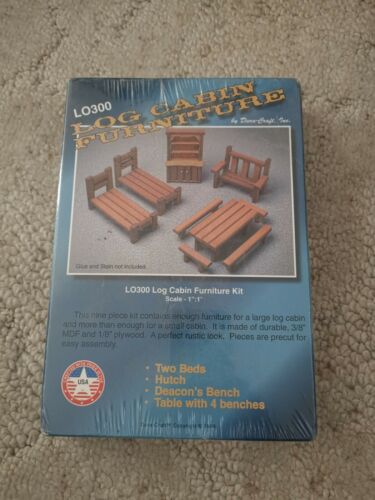 LO300
LOG CABIN
FURNITURE
by Dura-Craft, Inc.
Glue and Stain not included.
LO300 Log Cabin Furniture Kit
Scale - 1":1"
This nine piece kit contains enough furniture for a large log cabin
and more than enough for a small cabin. It is made of durable, 3/8"
MDF and 1/8" plywood. A perfect rustic look. Pieces are precut for
easy assembly.
• Two Beds
• Hutch
• Deacon's Bench
• Table with 4 benches
USA
Dura-Craft® Copyright ©